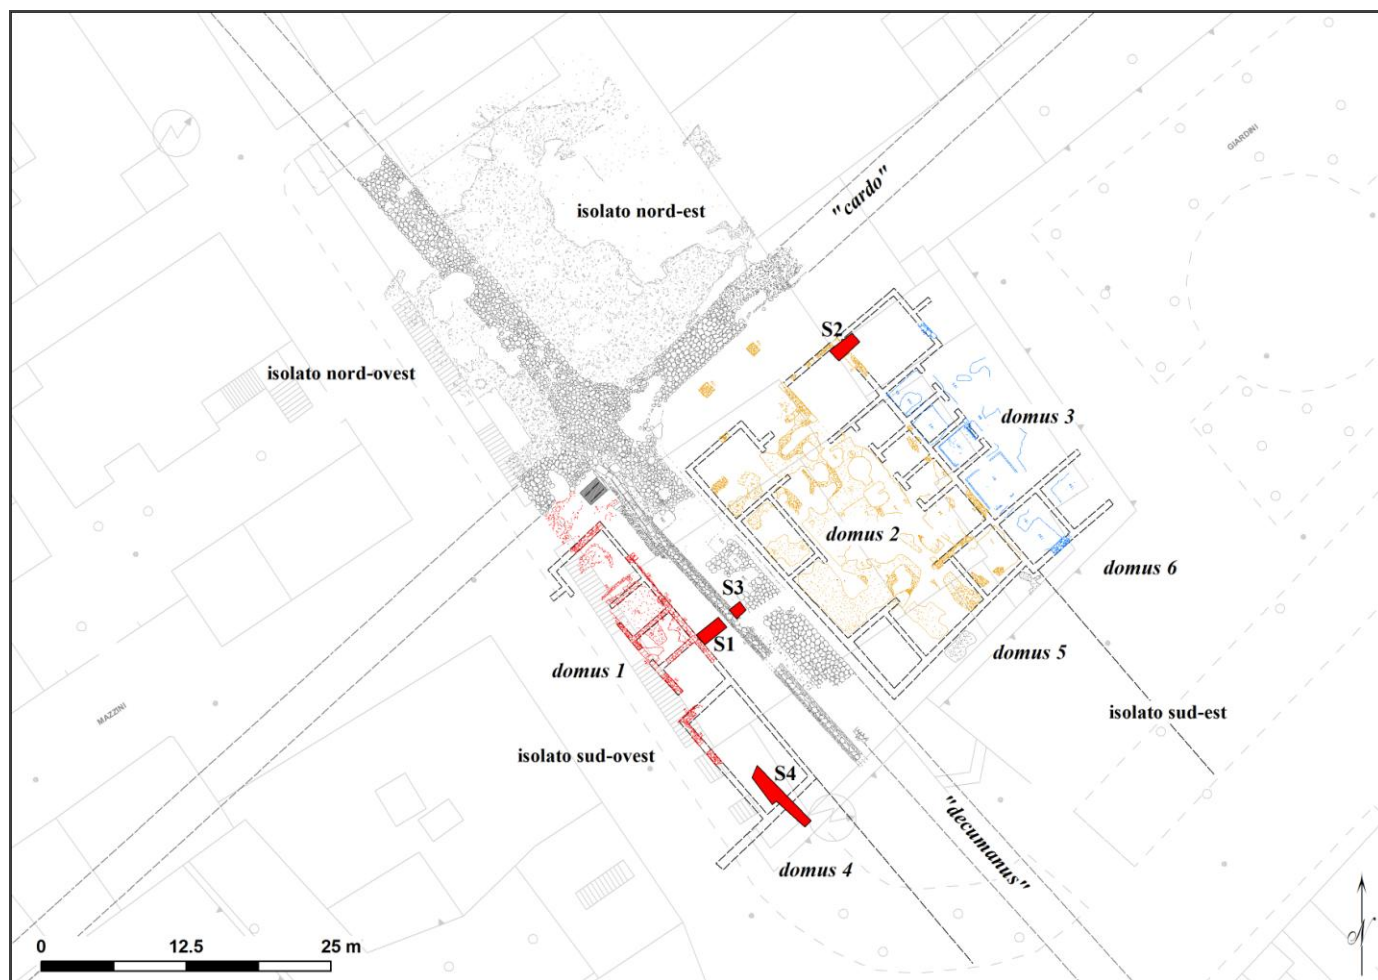 GIARDINI
"cardo"
isolato nord-est
S2
isolato nord-ovest
domus 3
domus 2
domus 6
S3
S1
domus 5
domus 1
isolato sud-est
MAZZINI
isolato sud-ovest
S4
"decumanus"
domus 4
N
0 12.5 25 m